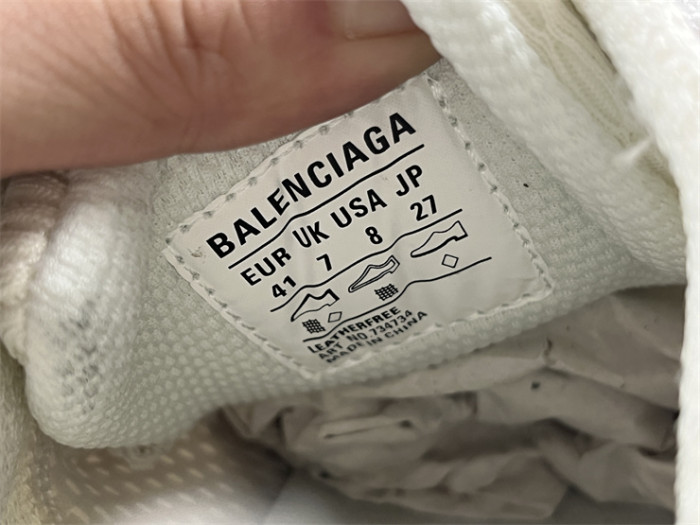 BALENCIAGA
EUR UK USA JP
41 7 8 27
LEATHERFREE
ART. NO. 734734
MADE IN CHINA